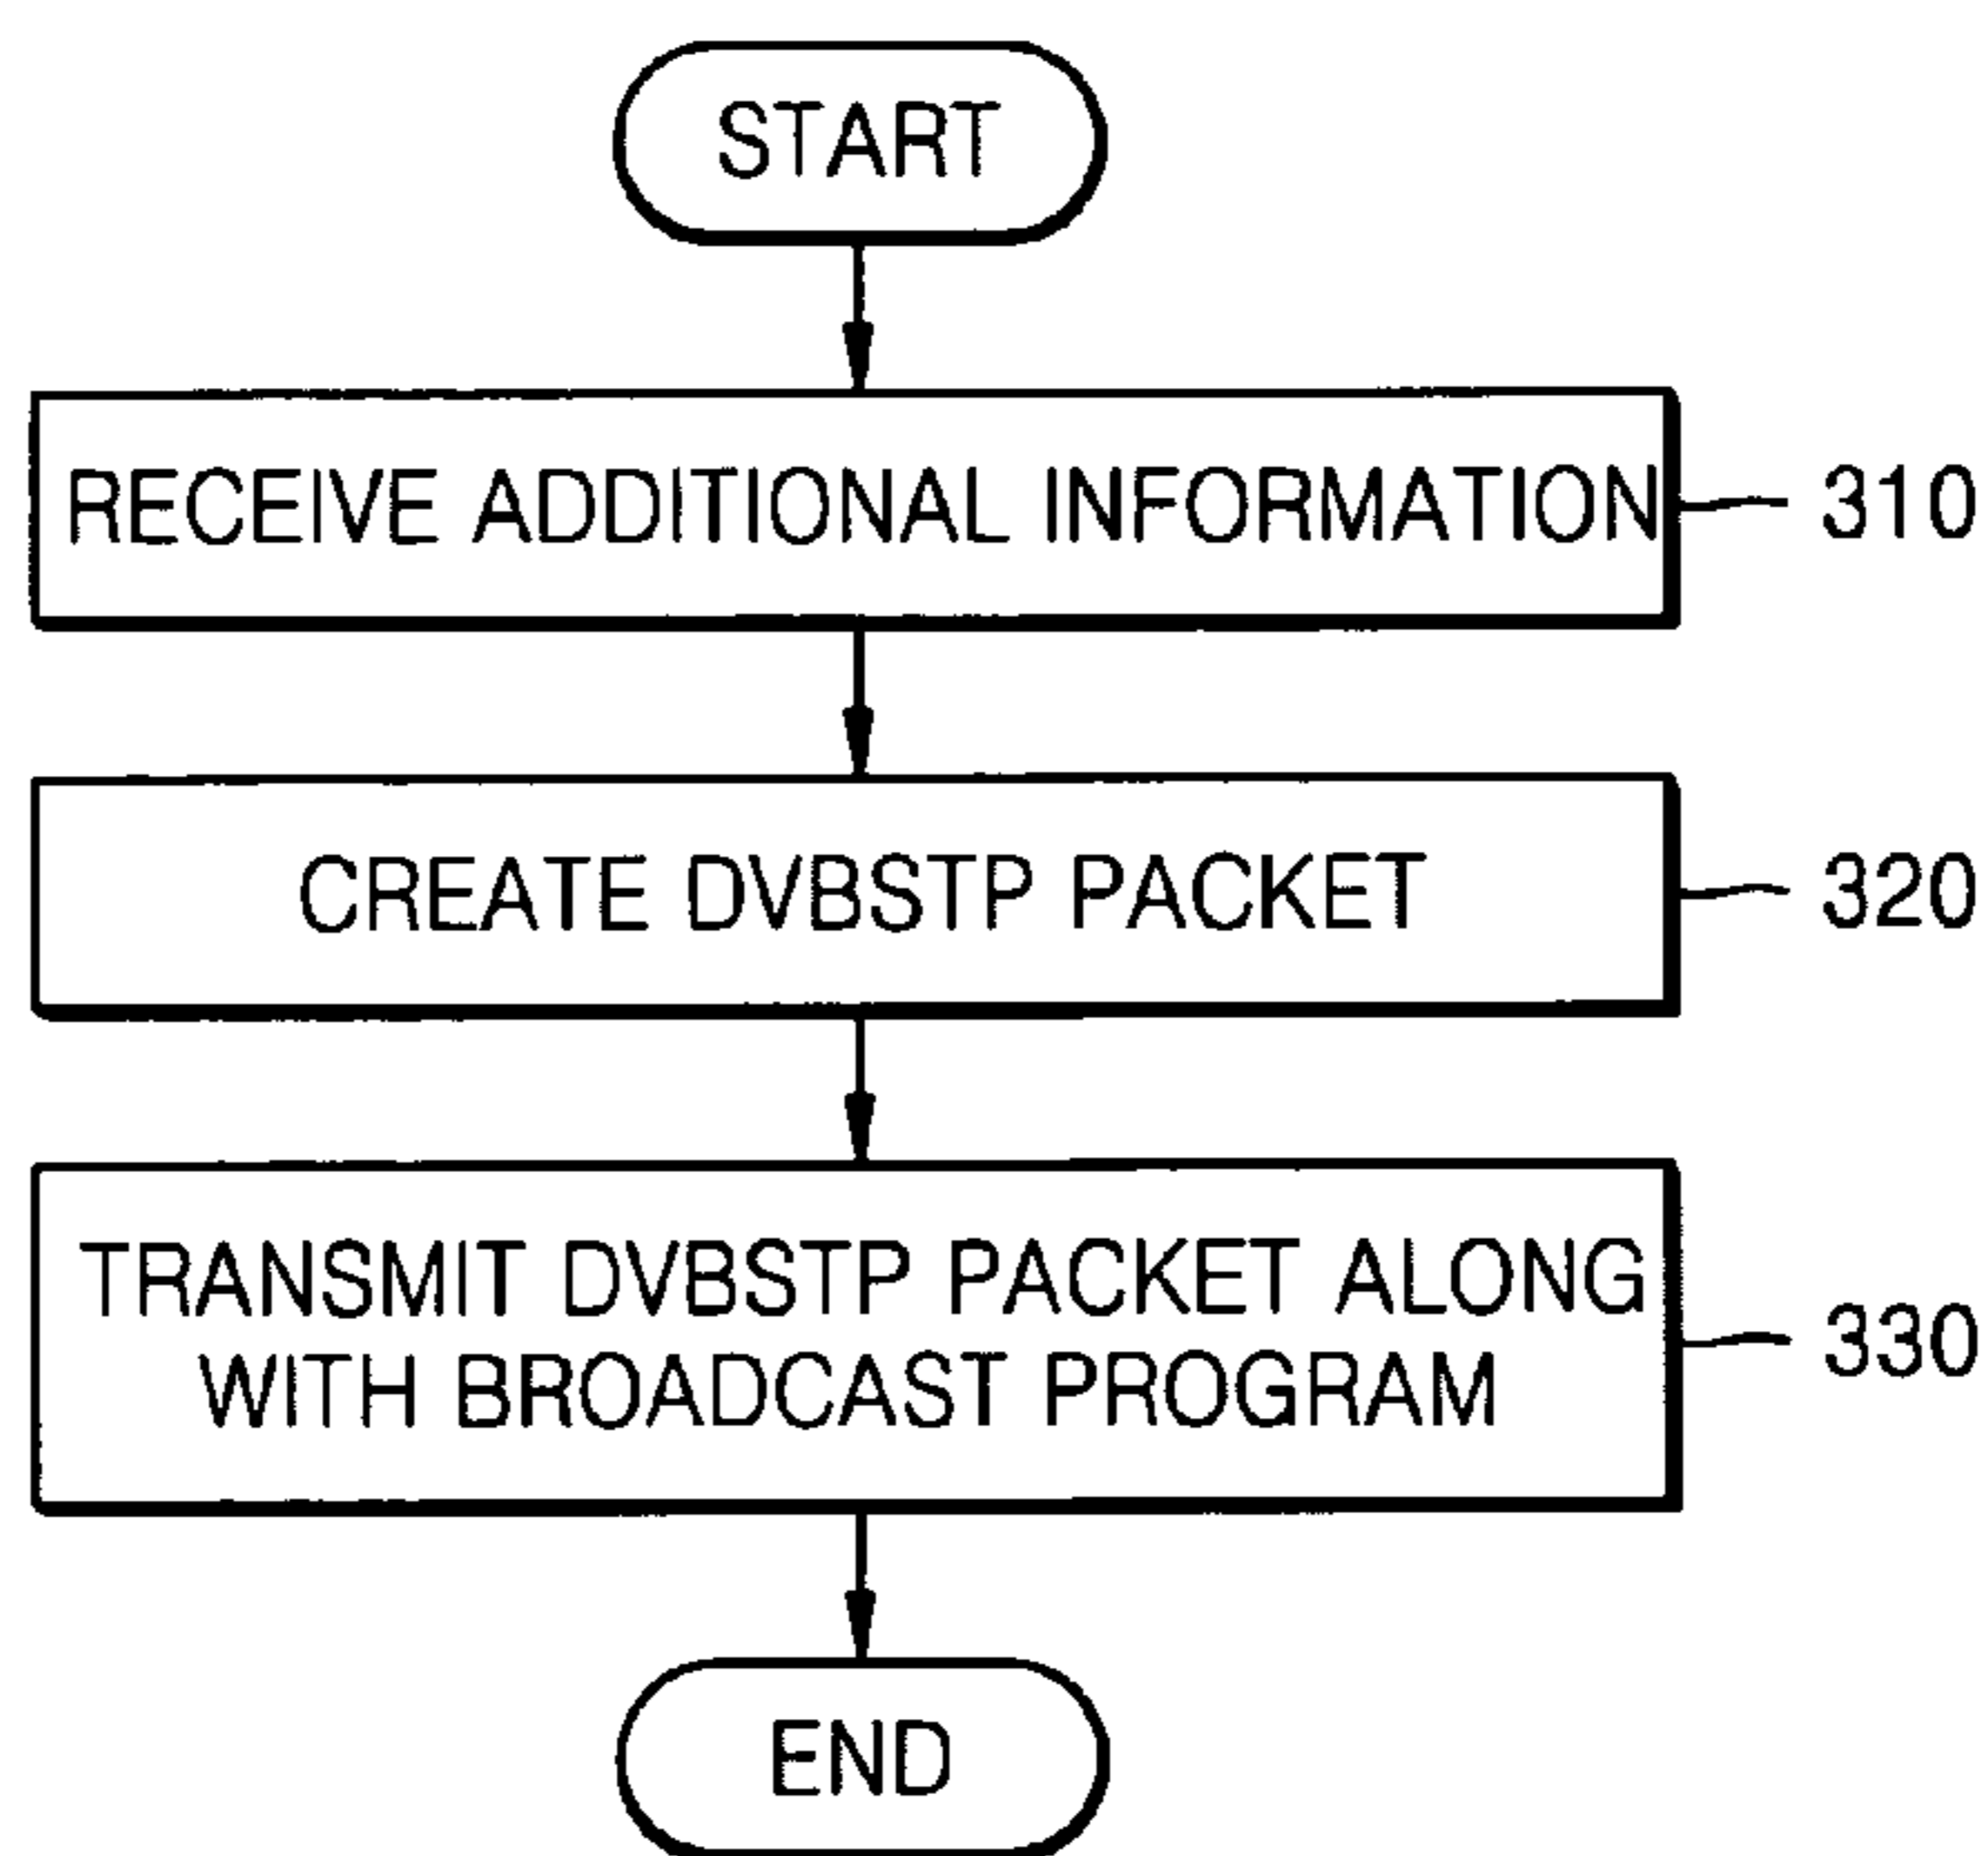 START
RECEIVE ADDITIONAL INFORMATION
310
CREATE DVBSTP PACKET
320
TRANSMIT DVBSTP PACKET ALONG
WITH BROADCAST PROGRAM
330
END